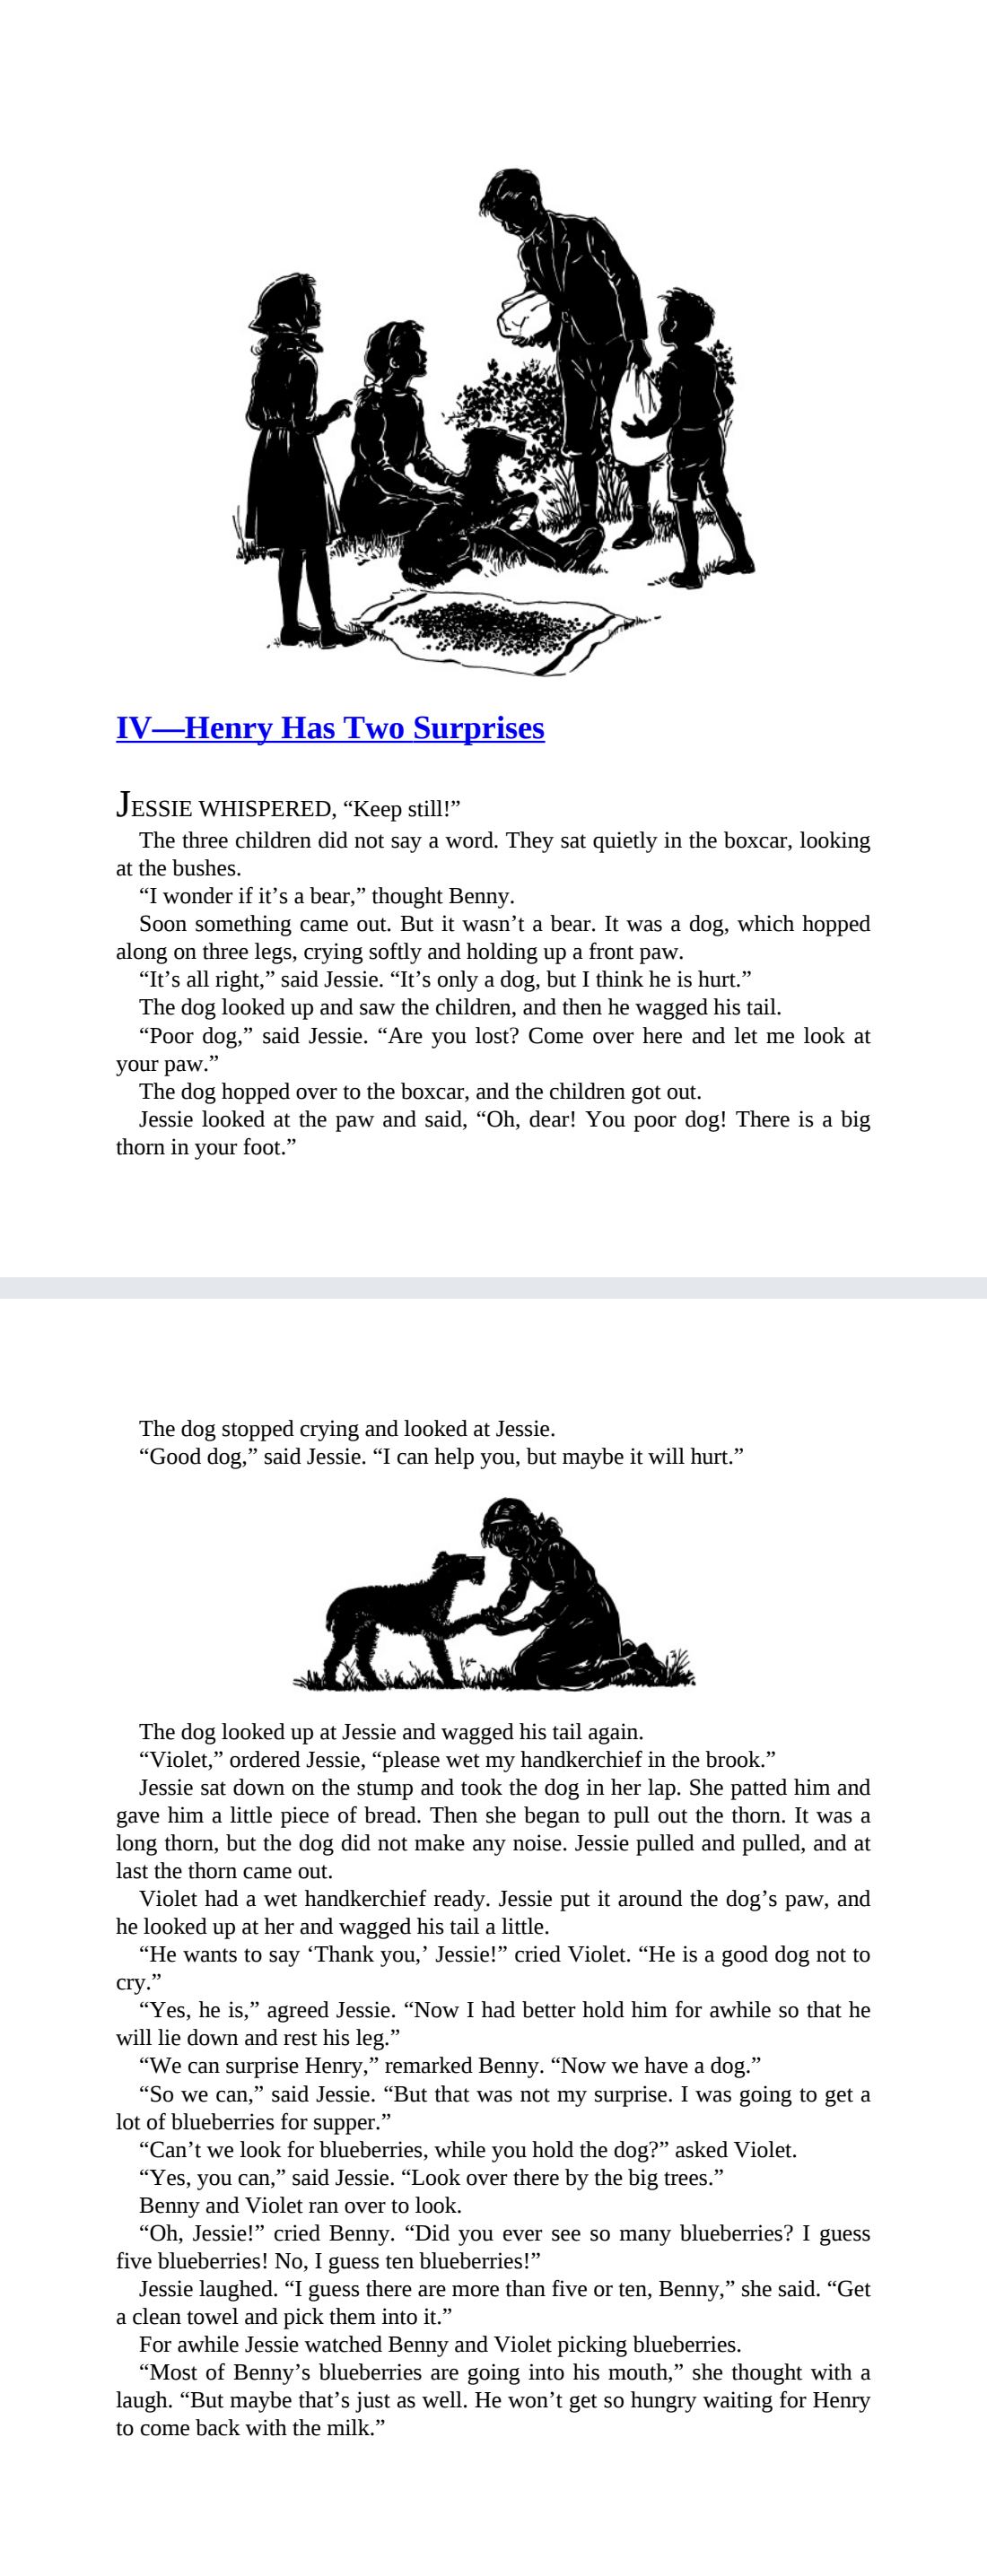 IV—Henry Has Two Surprises
JESSIE WHISPERED, “Keep still!”
The three children did not say a word. They sat quietly in the boxcar, looking
at the bushes.
“I wonder if it’s a bear,” thought Benny.
Soon something came out. But it wasn’t a bear. It was a dog, which hopped
along on three legs, crying softly and holding up a front paw.
“It’s all right,” said Jessie. “It’s only a dog, but I think he is hurt.”
The dog looked up and saw the children, and then he wagged his tail.
“Poor dog,” said Jessie. “Are you lost? Come over here and let me look at
your paw.”
The dog hopped over to the boxcar, and the children got out.
Jessie looked at the paw and said, “Oh, dear! You poor dog! There is a big
thorn in your foot.”
The dog stopped crying and looked at Jessie.
“Good dog,” said Jessie. “I can help you, but maybe it will hurt.”
The dog looked up at Jessie and wagged his tail again.
“Violet,” ordered Jessie, “please wet my handkerchief in the brook.”
Jessie sat down on the stump and took the dog in her lap. She patted him and
gave him a little piece of bread. Then she began to pull out the thorn. It was a
long thorn, but the dog did not make any noise. Jessie pulled and pulled, and at
last the thorn came out.
Violet had a wet handkerchief ready. Jessie put it around the dog’s paw, and
he looked up at her and wagged his tail a little.
“He wants to say ‘Thank you,’ Jessie!” cried Violet. “He is a good dog not to
cry.”
“Yes, he is,” agreed Jessie. “Now I had better hold him for awhile so that he
will lie down and rest his leg.”
“We can surprise Henry,” remarked Benny. “Now we have a dog.”
“So we can,” said Jessie. “But that was not my surprise. I was going to get a
lot of blueberries for supper.”
“Can’t we look for blueberries, while you hold the dog?” asked Violet.
“Yes, you can,” said Jessie. “Look over there by the big trees.”
Benny and Violet ran over to look.
“Oh, Jessie!” cried Benny. “Did you ever see so many blueberries? I guess
five blueberries! No, I guess ten blueberries!”
Jessie laughed. “I guess there are more than five or ten, Benny,” she said. “Get
a clean towel and pick them into it.”
For awhile Jessie watched Benny and Violet picking blueberries.
“Most of Benny’s blueberries are going into his mouth,” she thought with a
laugh. “But maybe that’s just as well. He won’t get so hungry waiting for Henry
to come back with the milk.”